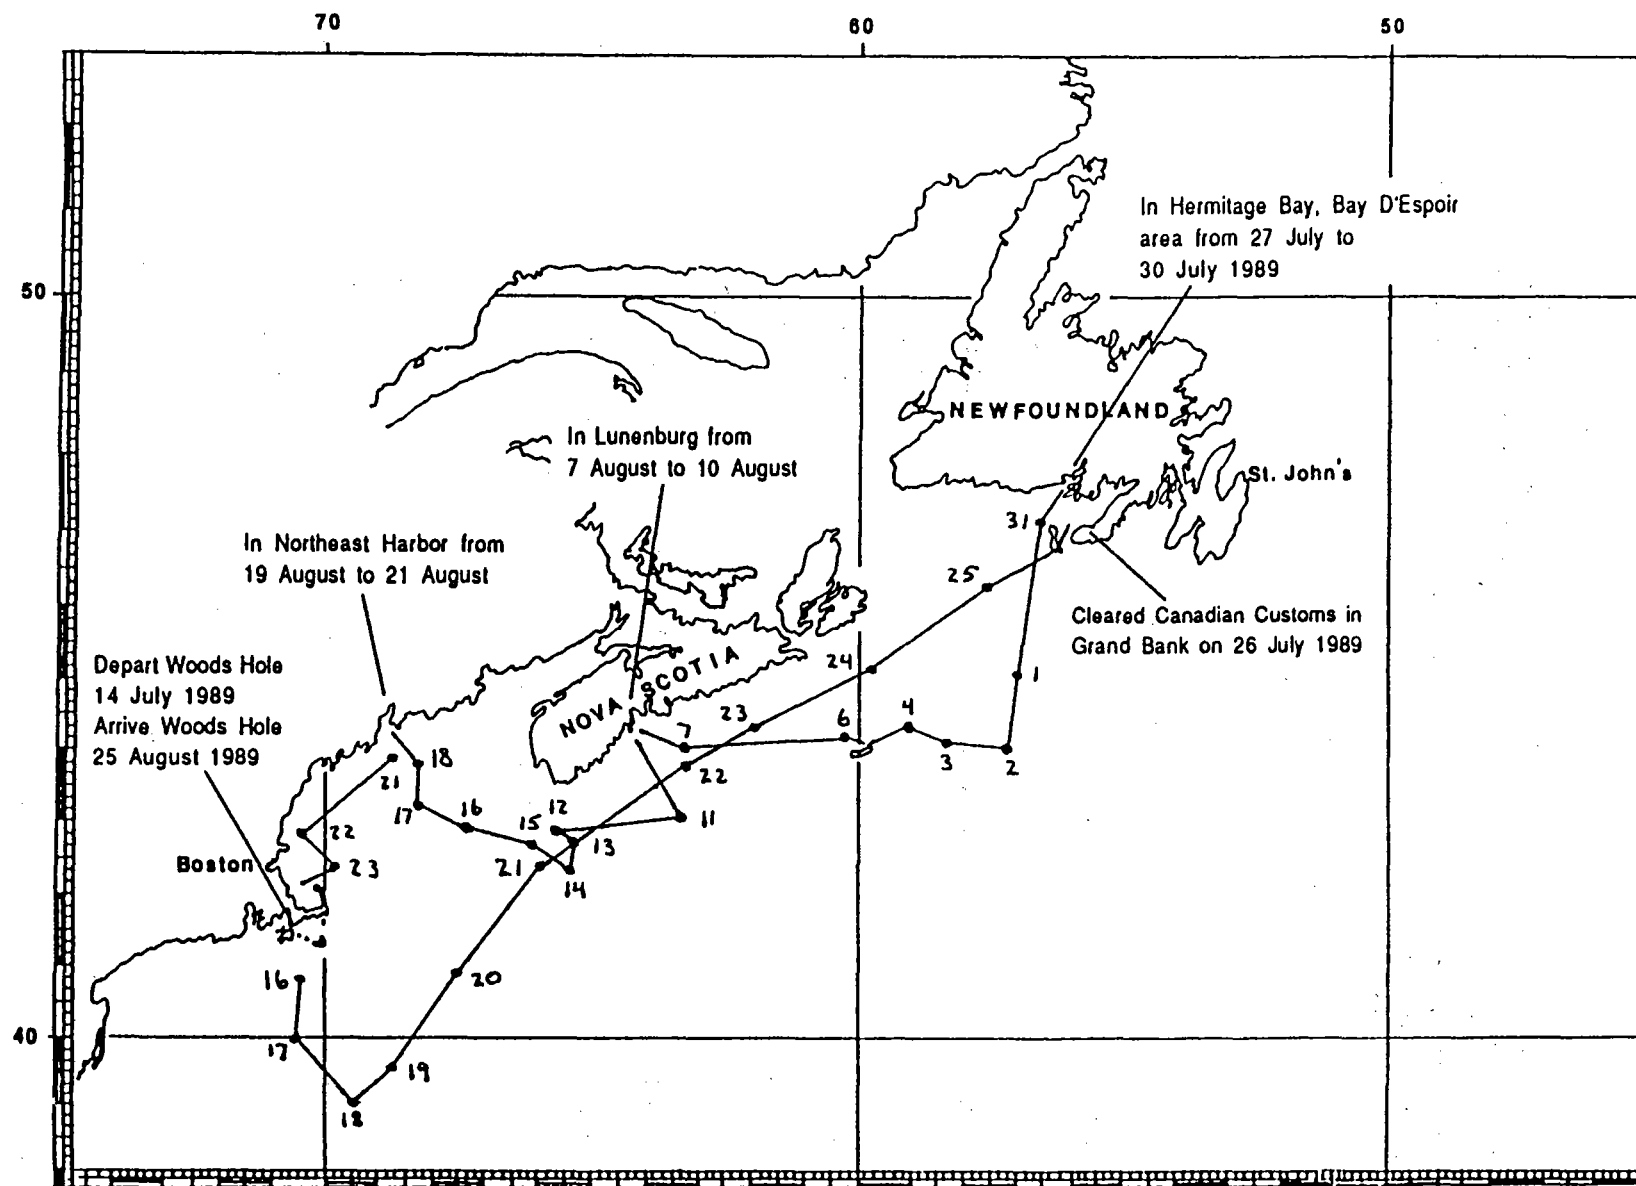 70 60 50
In Hermitage Bay, Bay D'Espoir
area from 27 July to
30 July 1989
50
NEWFOUNDLAND
In Lunenburg from
7 August to 10 August
St. John's
31
In Northeast Harbor from
19 August to 21 August
25
Cleared Canadian Customs in
Grand Bank on 26 July 1989
Depart Woods Hole
14 July 1989
Arrive Woods Hole
25 August 1989
NOVA SCOTIA
24
1
23
7
6
4
3
2
18
21
22
17
16
15
12
11
22
13
Boston
23
21
14
16
20
40
17
19
18